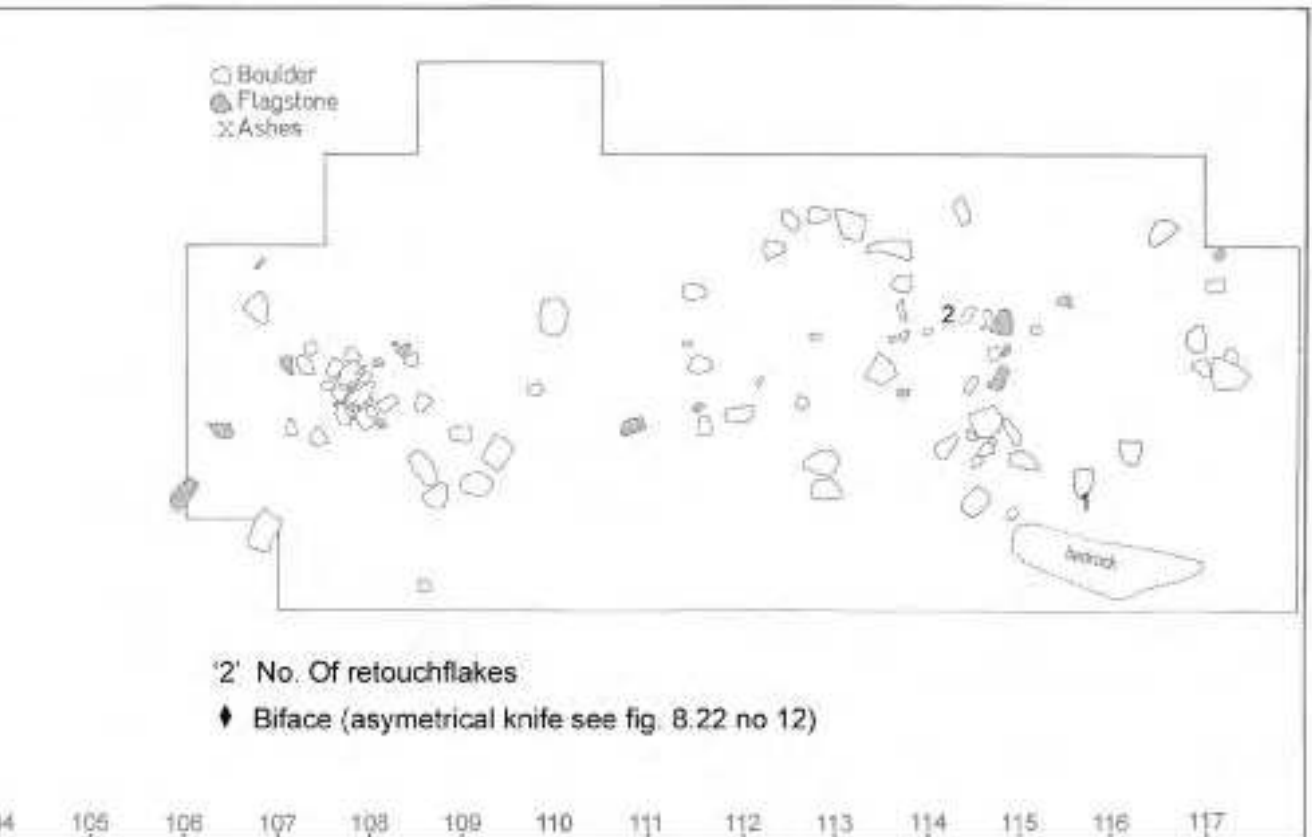 Boulder
Flagstone
Ashes
2
bedrock
'2' No. Of retouchflakes
Biface (asymetrical knife see fig. 8.22 no 12)
105 106 107 108 109 110 111 112 113 114 115 116 117